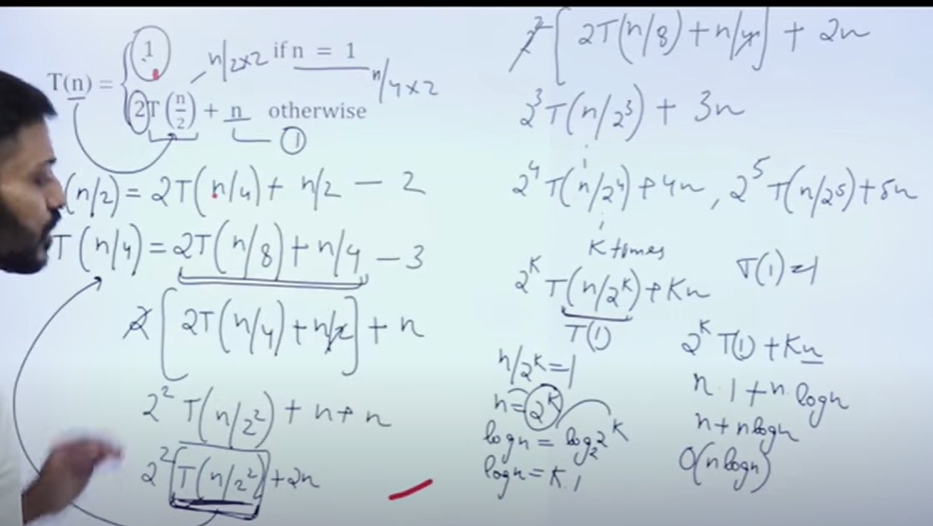 T(n) = { 1 if n = 1
n/2×2
n/4×2
2T(n/2) + n otherwise
①
(n/2) = 2T(n/4) + n/2 — 2
T(n/4) = 2T(n/8) + n/4 — 3
2[2T(n/4) + n/2] + n
2² T(n/2²) + n + n
2² T(n/2²) + 2n
2²[2T(n/8) + n/4] + 2n
2³ T(n/2³) + 3n
2⁴ T(n/2⁴) + 4n, 2⁵ T(n/2⁵) + 5n
K times
2ᴷ T(n/2ᴷ) + Kn
T(1)
n/2ᴷ = 1
n = 2ᴷ
logn = log₂2ᴷ
logn = K.1
T(1) = 1
2ᴷ T(1) + Kn
n.1 + n.logn
n + nlogn
O(nlogn)